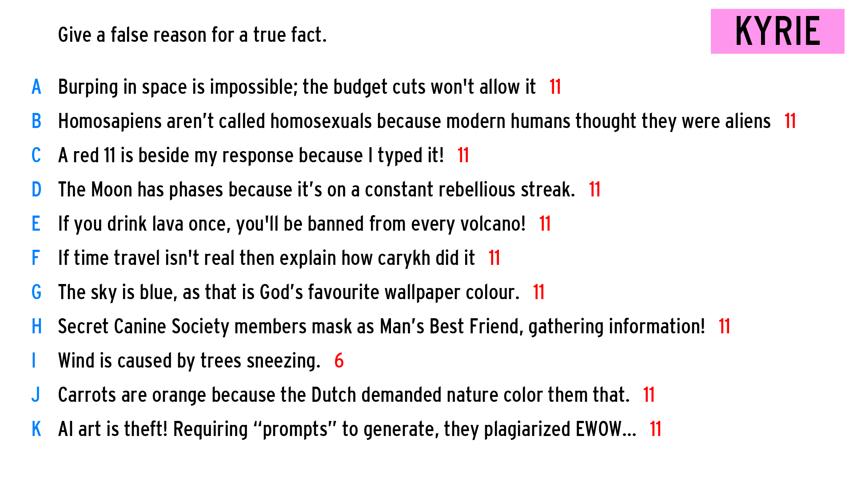 Give a false reason for a true fact.
KYRIE
A Burping in space is impossible; the budget cuts won't allow it 11
B Homosapiens aren’t called homosexuals because modern humans thought they were aliens 11
C A red 11 is beside my response because I typed it! 11
D The Moon has phases because it’s on a constant rebellious streak. 11
E If you drink lava once, you'll be banned from every volcano! 11
F If time travel isn't real then explain how carykh did it 11
G The sky is blue, as that is God’s favourite wallpaper colour. 11
H Secret Canine Society members mask as Man’s Best Friend, gathering information! 11
I Wind is caused by trees sneezing. 6
J Carrots are orange because the Dutch demanded nature color them that. 11
K AI art is theft! Requiring “prompts” to generate, they plagiarized EWOW... 11